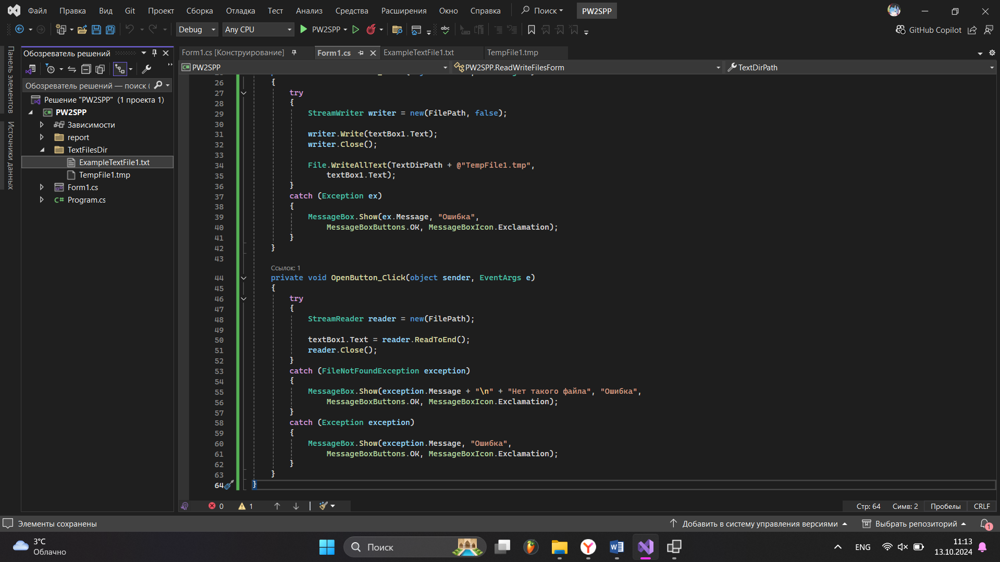 Файл Правка Вид Git Проект Сборка Отладка Тест Анализ Средства Расширения Окно Справка Поиск PW2SPP
Debug Any CPU PW2SPP abc GitHub Copilot
Панель элементов
Источники данных
Обозреватель решений
Обозреватель решений — поиск (
Решение "PW2SPP" (1 проекта 1)
PW2SPP
Зависимости
report
TextFilesDir
ExampleTextFile1.txt
TempFile1.tmp
Form1.cs
Program.cs
Form1.cs [Конструирование] Form1.cs ExampleTextFile1.txt TempFile1.tmp
PW2SPP PW2SPP.ReadWriteFilesForm TextDirPath
26 {
27 try
28 {
29 StreamWriter writer = new(FilePath, false);
30
31 writer.Write(textBox1.Text);
32 writer.Close();
33
34 File.WriteAllText(TextDirPath + @"TempFile1.tmp",
35 textBox1.Text);
36 }
37 catch (Exception ex)
38 {
39 MessageBox.Show(ex.Message, "Ошибка",
40 MessageBoxButtons.OK, MessageBoxIcon.Exclamation);
41 }
42 }
43
Ссылок: 1
44 private void OpenButton_Click(object sender, EventArgs e)
45 {
46 try
47 {
48 StreamReader reader = new(FilePath);
49
50 textBox1.Text = reader.ReadToEnd();
51 reader.Close();
52 }
53 catch (FileNotFoundException exception)
54 {
55 MessageBox.Show(exception.Message + "\n" + "Нет такого файла", "Ошибка",
56 MessageBoxButtons.OK, MessageBoxIcon.Exclamation);
57 }
58 catch (Exception exception)
59 {
60 MessageBox.Show(exception.Message, "Ошибка",
61 MessageBoxButtons.OK, MessageBoxIcon.Exclamation);
62 }
63 }
64 }
0 1 Стр: 64 Симв: 2 Пробелы CRLF
Элементы сохранены Добавить в систему управления версиями Выбрать репозиторий 1
3°C
Облачно
Поиск
ENG
11:13
13.10.2024